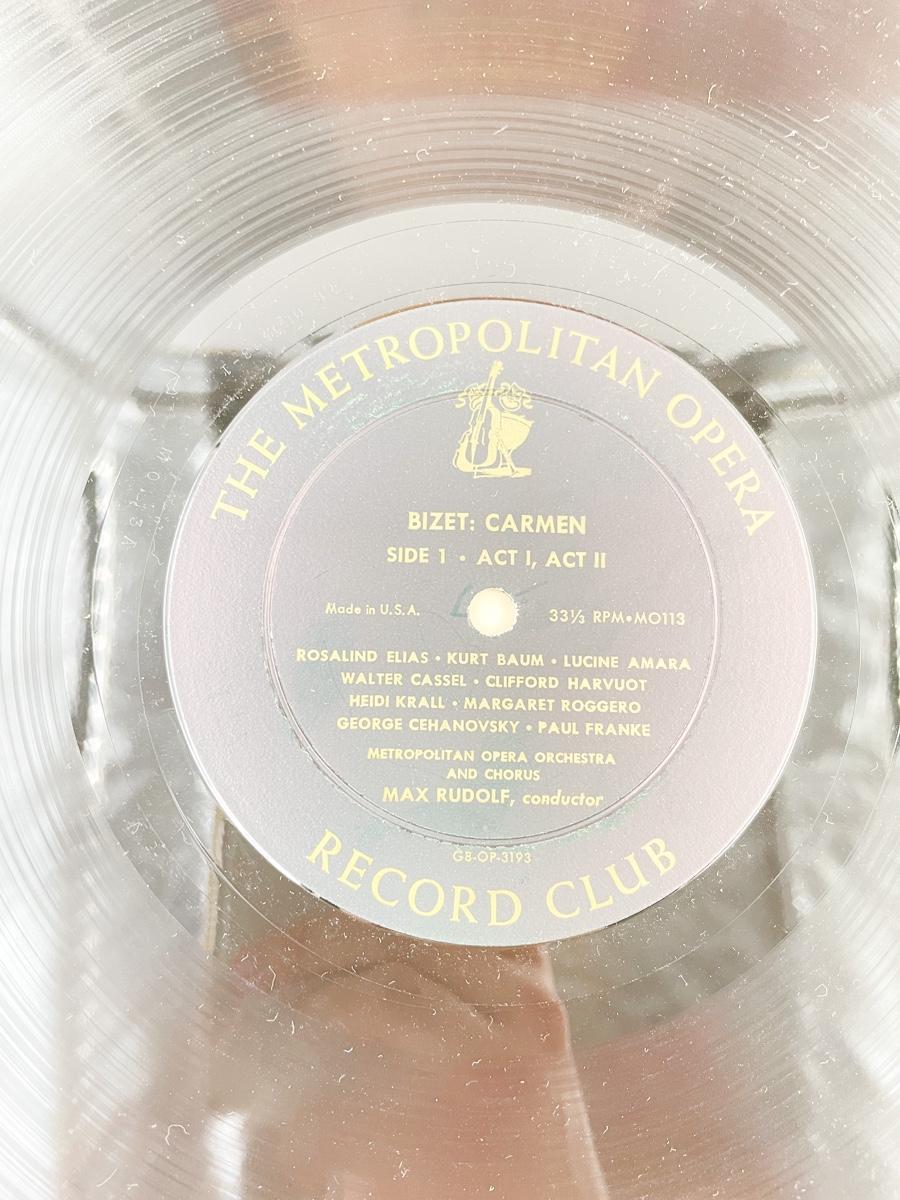 THE METROPOLITAN OPERA
BIZET: CARMEN
SIDE 1 • ACT I, ACT II
Made in U.S.A.
33⅓ RPM•MO113
ROSALIND ELIAS • KURT BAUM • LUCINE AMARA
WALTER CASSEL • CLIFFORD HARVUOT
HEIDI KRALL • MARGARET ROGGERO
GEORGE CEHANOVSKY • PAUL FRANKE
METROPOLITAN OPERA ORCHESTRA
AND CHORUS
MAX RUDOLF, conductor
G8-OP-3193
RECORD CLUB